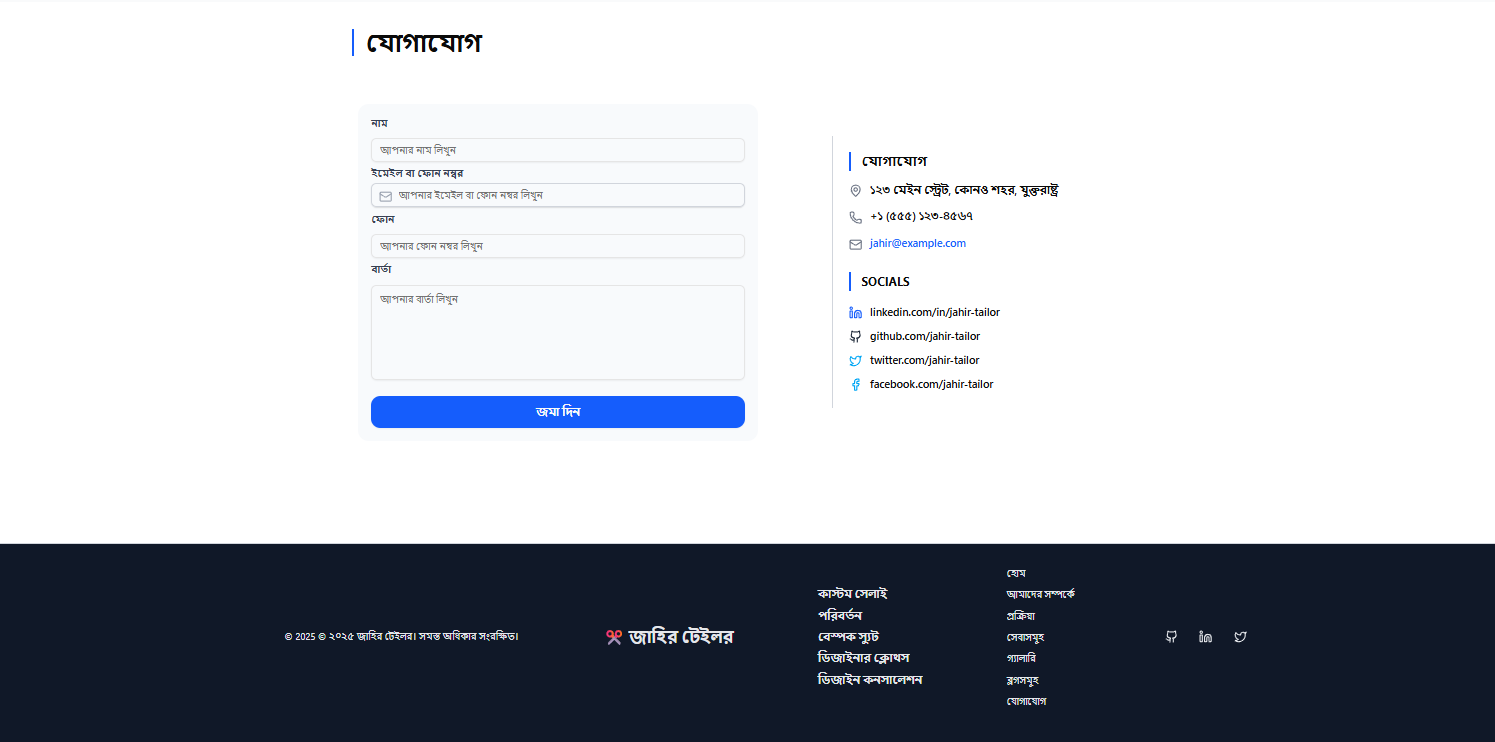 যোগাযোগ
নাম
আপনার নাম লিখুন
ইমেইল বা ফোন নম্বর
আপনার ইমেইল বা ফোন নম্বর লিখুন
ফোন
আপনার ফোন নম্বর লিখুন
বার্তা
আপনার বার্তা লিখুন
জমা দিন
যোগাযোগ
১২৩ মেইন স্ট্রেট, কোনও শহর, যুক্তরাষ্ট্র
+১ (৫৫৫) ১২৩-৪৫৬৭
jahir@example.com
SOCIALS
linkedin.com/in/jahir-tailor
github.com/jahir-tailor
twitter.com/jahir-tailor
facebook.com/jahir-tailor
© 2025 © ২০২৫ জাহির টেইলর। সমস্ত অধিকার সংরক্ষিত।
জাহির টেইলর
কাস্টম সেলাই
পরিবর্তন
বেস্পক স্যুট
ডিজাইনার ক্লোথস
ডিজাইন কনসালেশন
হোম
আমাদের সম্পর্কে
প্রক্রিয়া
সেবাসমূহ
গ্যালারি
ব্লগসমূহ
যোগাযোগ